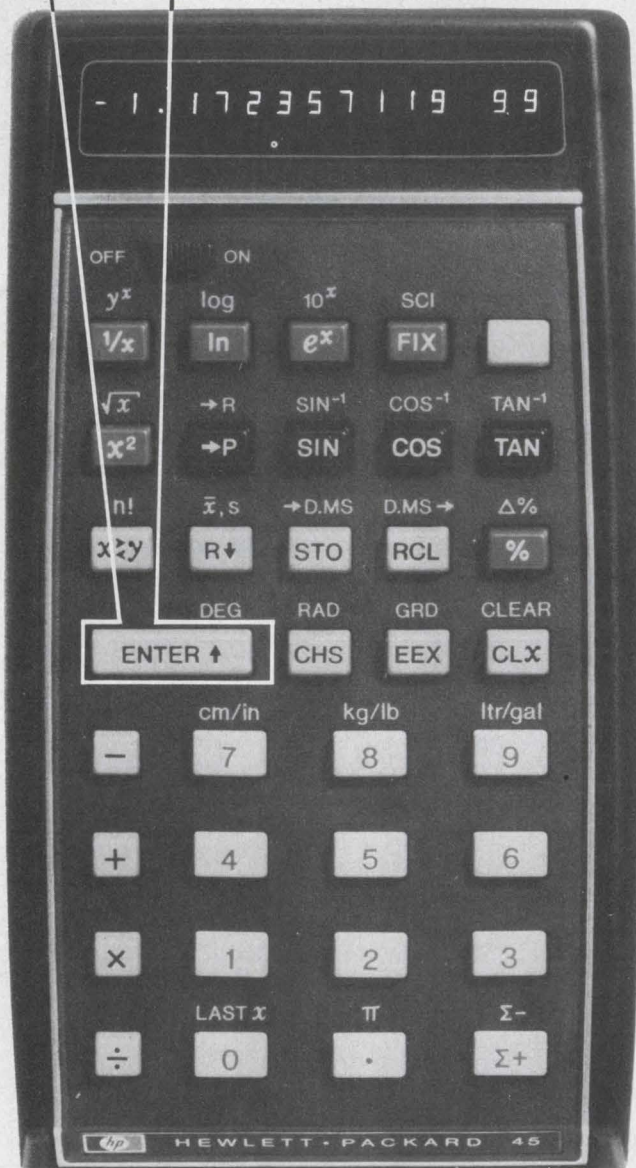 -1.172357119 99
OFF ON
yˣ log 10ˣ SCI
1/x ln eˣ FIX
√x →R SIN⁻¹ COS⁻¹ TAN⁻¹
x² →P SIN COS TAN
n! x̄,s →D.MS D.MS→ Δ%
x≷y R↓ STO RCL %
DEG RAD GRD CLEAR
ENTER ↑ CHS EEX CLX
cm/in kg/lb ltr/gal
− 7 8 9
+ 4 5 6
× 1 2 3
LAST x π Σ−
÷ 0 . Σ+
hp HEWLETT·PACKARD 45